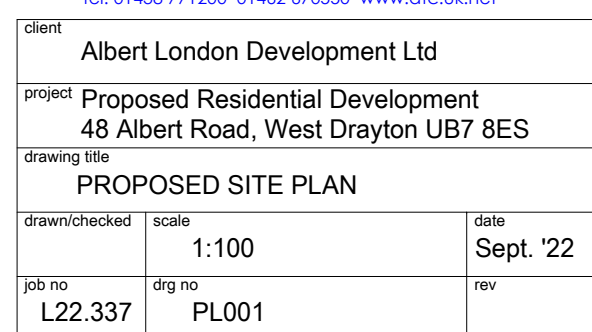 client
Albert London Development Ltd
project Proposed Residential Development
48 Albert Road, West Drayton UB7 8ES
drawing title
PROPOSED SITE PLAN
drawn/checked scale date
1:100 Sept. '22
job no drg no rev
L22.337 PL001